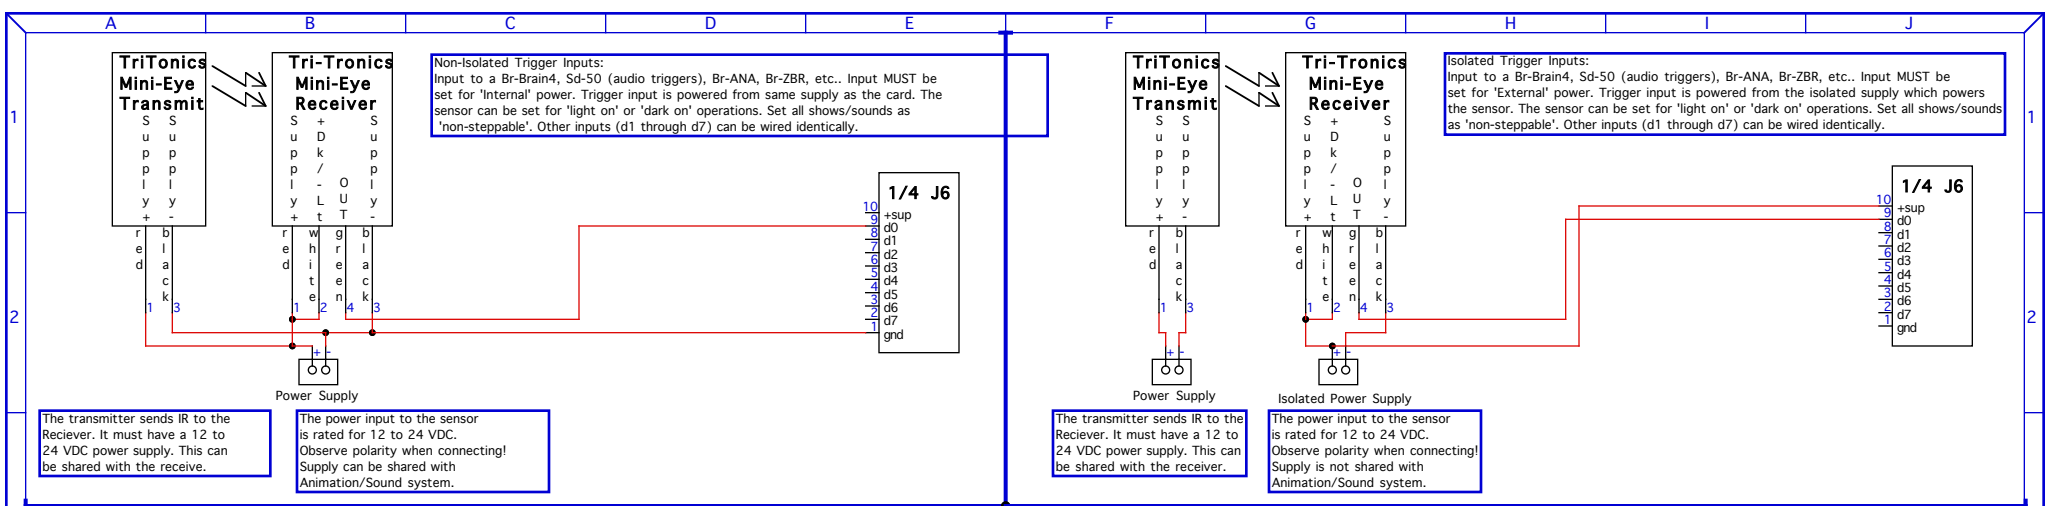 A B C D E F G H I J
TriTonics
Mini-Eye
Transmit
Supply+
Supply-
Tri-Tronics
Mini-Eye
Receiver
Supply+
+Dk/-Lt
OUT
Supply-
Non-Isolated Trigger Inputs:
Input to a Br-Brain4, Sd-50 (audio triggers), Br-ANA, Br-ZBR, etc.. Input MUST be
set for 'Internal' power. Trigger input is powered from same supply as the card. The
sensor can be set for 'light on' or 'dark on' operations. Set all shows/sounds as
'non-steppable'. Other inputs (d1 through d7) can be wired identically.
1
2
red
black
1
3
red
white
green
black
1
2
4
3
1/4 J6
10 +sup
9 d0
8 d1
7 d2
6 d3
5 d4
4 d5
3 d6
2 d7
1 gnd
+ -
Power Supply
The transmitter sends IR to the
Reciever. It must have a 12 to
24 VDC power supply. This can
be shared with the receive.
The power input to the sensor
is rated for 12 to 24 VDC.
Observe polarity when connecting!
Supply can be shared with
Animation/Sound system.
TriTonics
Mini-Eye
Transmit
Supply+
Supply-
Tri-Tronics
Mini-Eye
Receiver
Supply+
+Dk/-Lt
OUT
Supply-
Isolated Trigger Inputs:
Input to a Br-Brain4, Sd-50 (audio triggers), Br-ANA, Br-ZBR, etc.. Input MUST be
set for 'External' power. Trigger input is powered from the isolated supply which powers
the sensor. The sensor can be set for 'light on' or 'dark on' operations. Set all shows/sounds
as 'non-steppable'. Other inputs (d1 through d7) can be wired identically.
1
2
red
black
1
3
red
white
green
black
1
2
4
3
1/4 J6
10 +sup
9 d0
8 d1
7 d2
6 d3
5 d4
4 d5
3 d6
2 d7
1 gnd
+ -
Power Supply
+ -
Isolated Power Supply
The transmitter sends IR to the
Reciever. It must have a 12 to
24 VDC power supply. This can
be shared with the receiver.
The power input to the sensor
is rated for 12 to 24 VDC.
Observe polarity when connecting!
Supply is not shared with
Animation/Sound system.